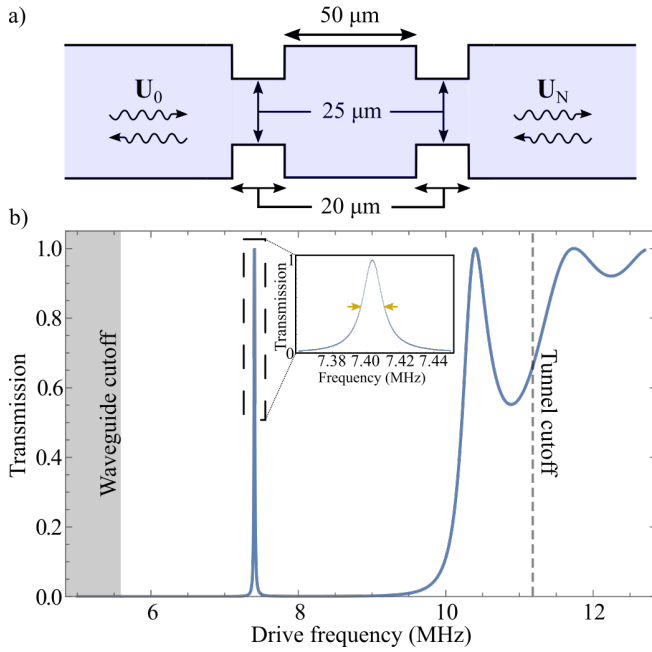 a)
50 μm
U0
25 μm
UN
20 μm
b)
1.0
0.8
0.6
0.4
0.2
0.0
Transmission
Waveguide cutoff
1
0
Transmission
7.38 7.40 7.42 7.44
Frequency (MHz)
Tunnel cutoff
6 8 10 12
Drive frequency (MHz)